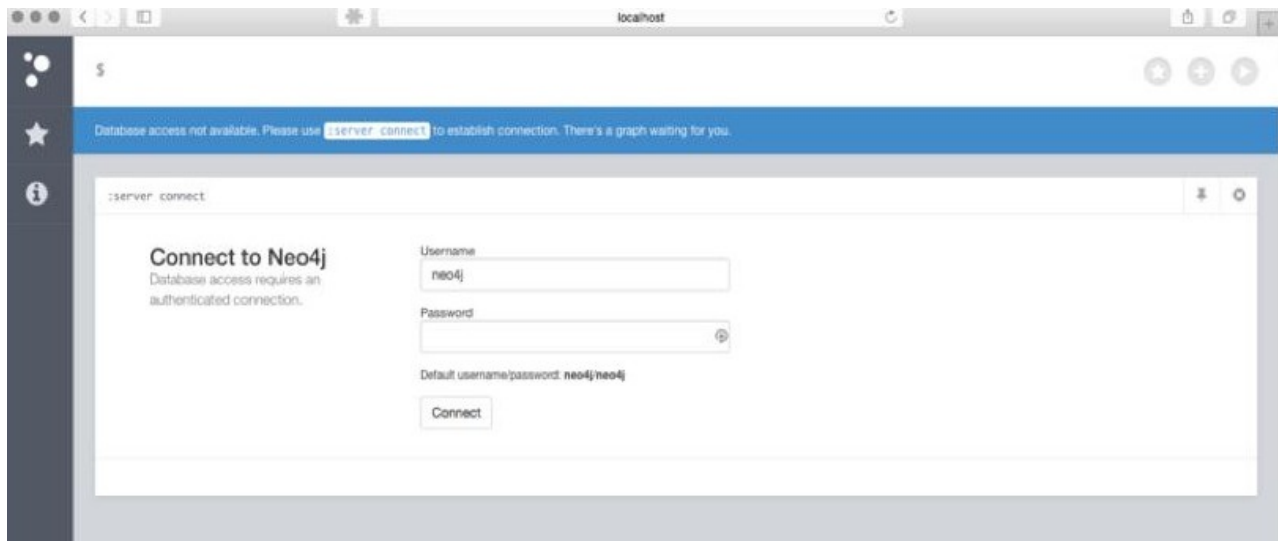 localhost
$
Database access not available. Please use :server connect to establish connection. There's a graph waiting for you.
:server connect
Connect to Neo4j
Database access requires an
authenticated connection.
Username
neo4j
Password
Default username/password: neo4j/neo4j
Connect